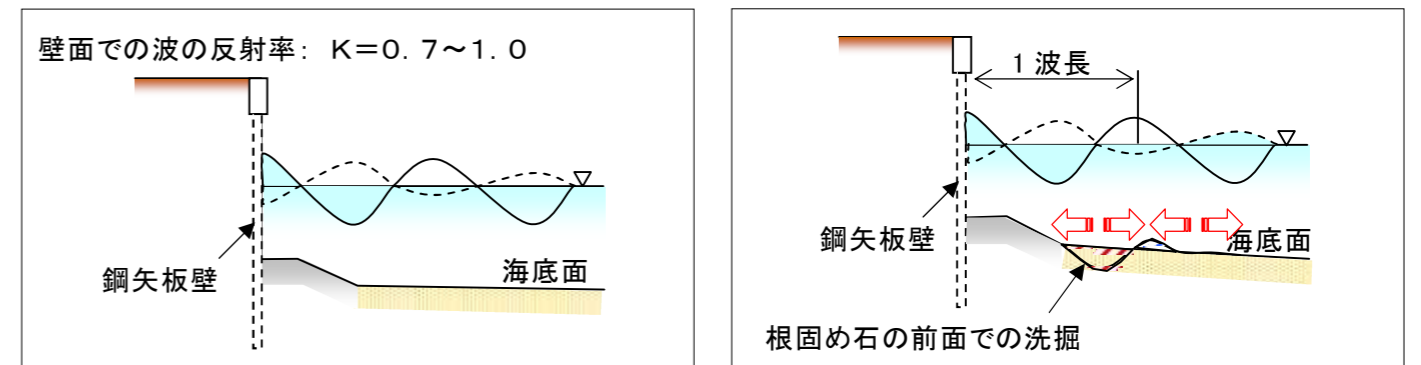 壁面での波の反射率: K=0.7~1.0
鋼矢板壁
海底面
1波長
鋼矢板壁
海底面
根固め石の前面での洗掘